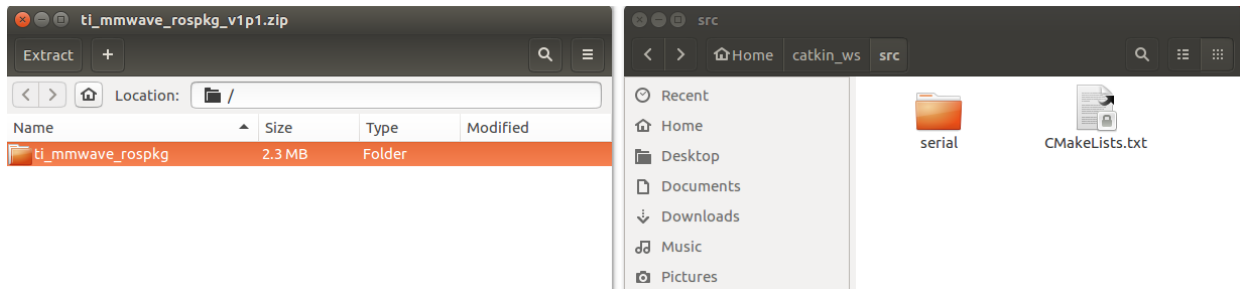 ti_mmwave_rospkg_v1p1.zip
Extract +
Location: /
Name Size Type Modified
ti_mmwave_rospkg 2.3 MB Folder
src
Home catkin_ws src
Recent
Home
Desktop
Documents
Downloads
Music
Pictures
serial
CMakeLists.txt